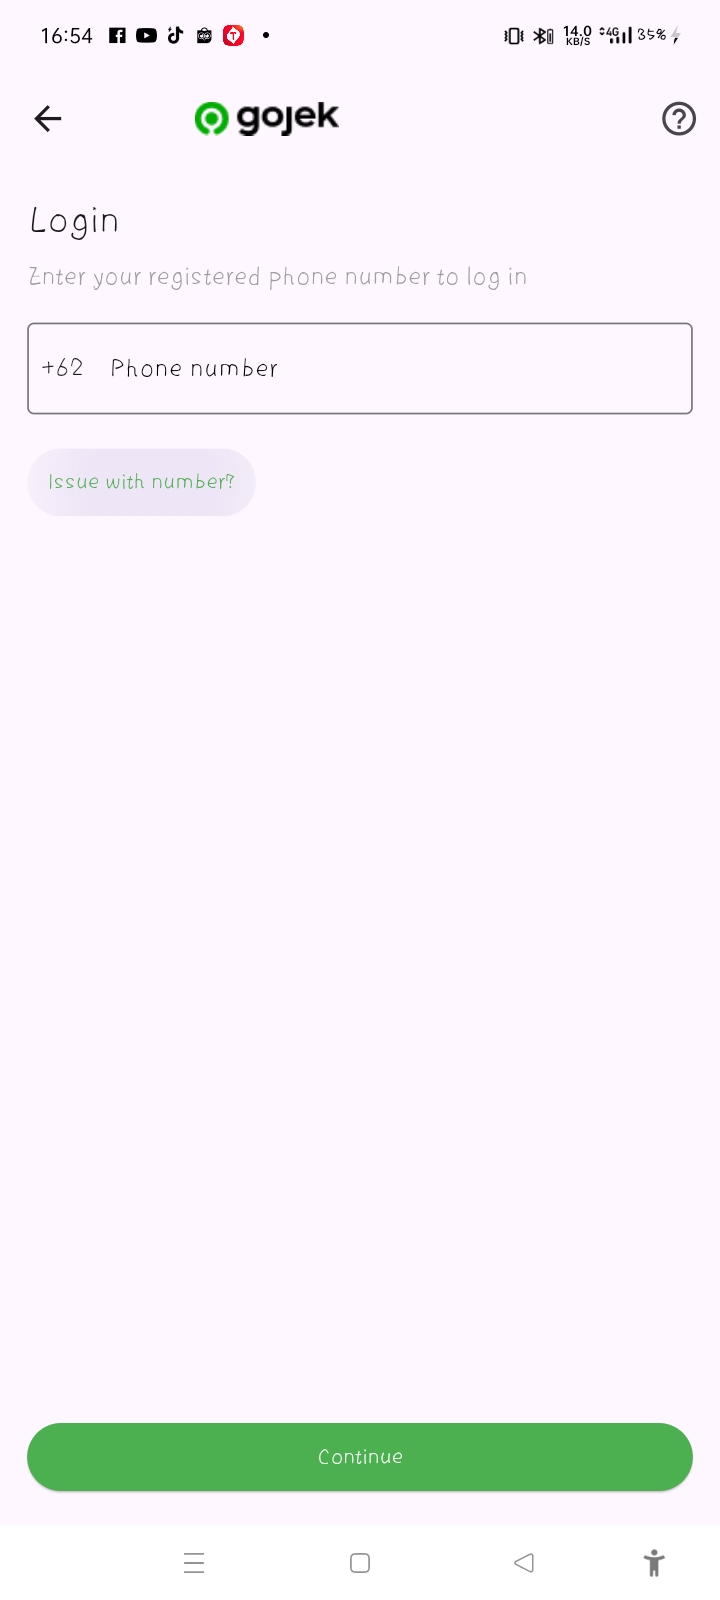 16:54
14.0 KB/S 4G 35%
gojek
Login
Enter your registered phone number to log in
+62 Phone number
Issue with number?
Continue